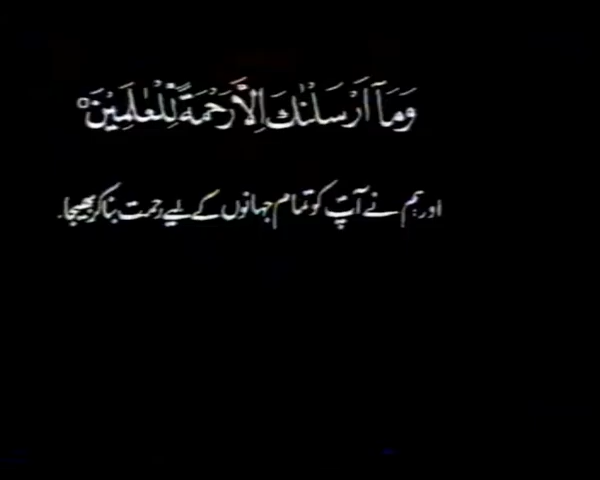 وَمَآ اَرْسَلْنٰكَ اِلَّا رَحْمَةً لِّلْعٰلَمِيْنَ
اور ہم نے آپؐ کو تمام جہانوں کے لیے رحمت بنا کر بھیجا۔